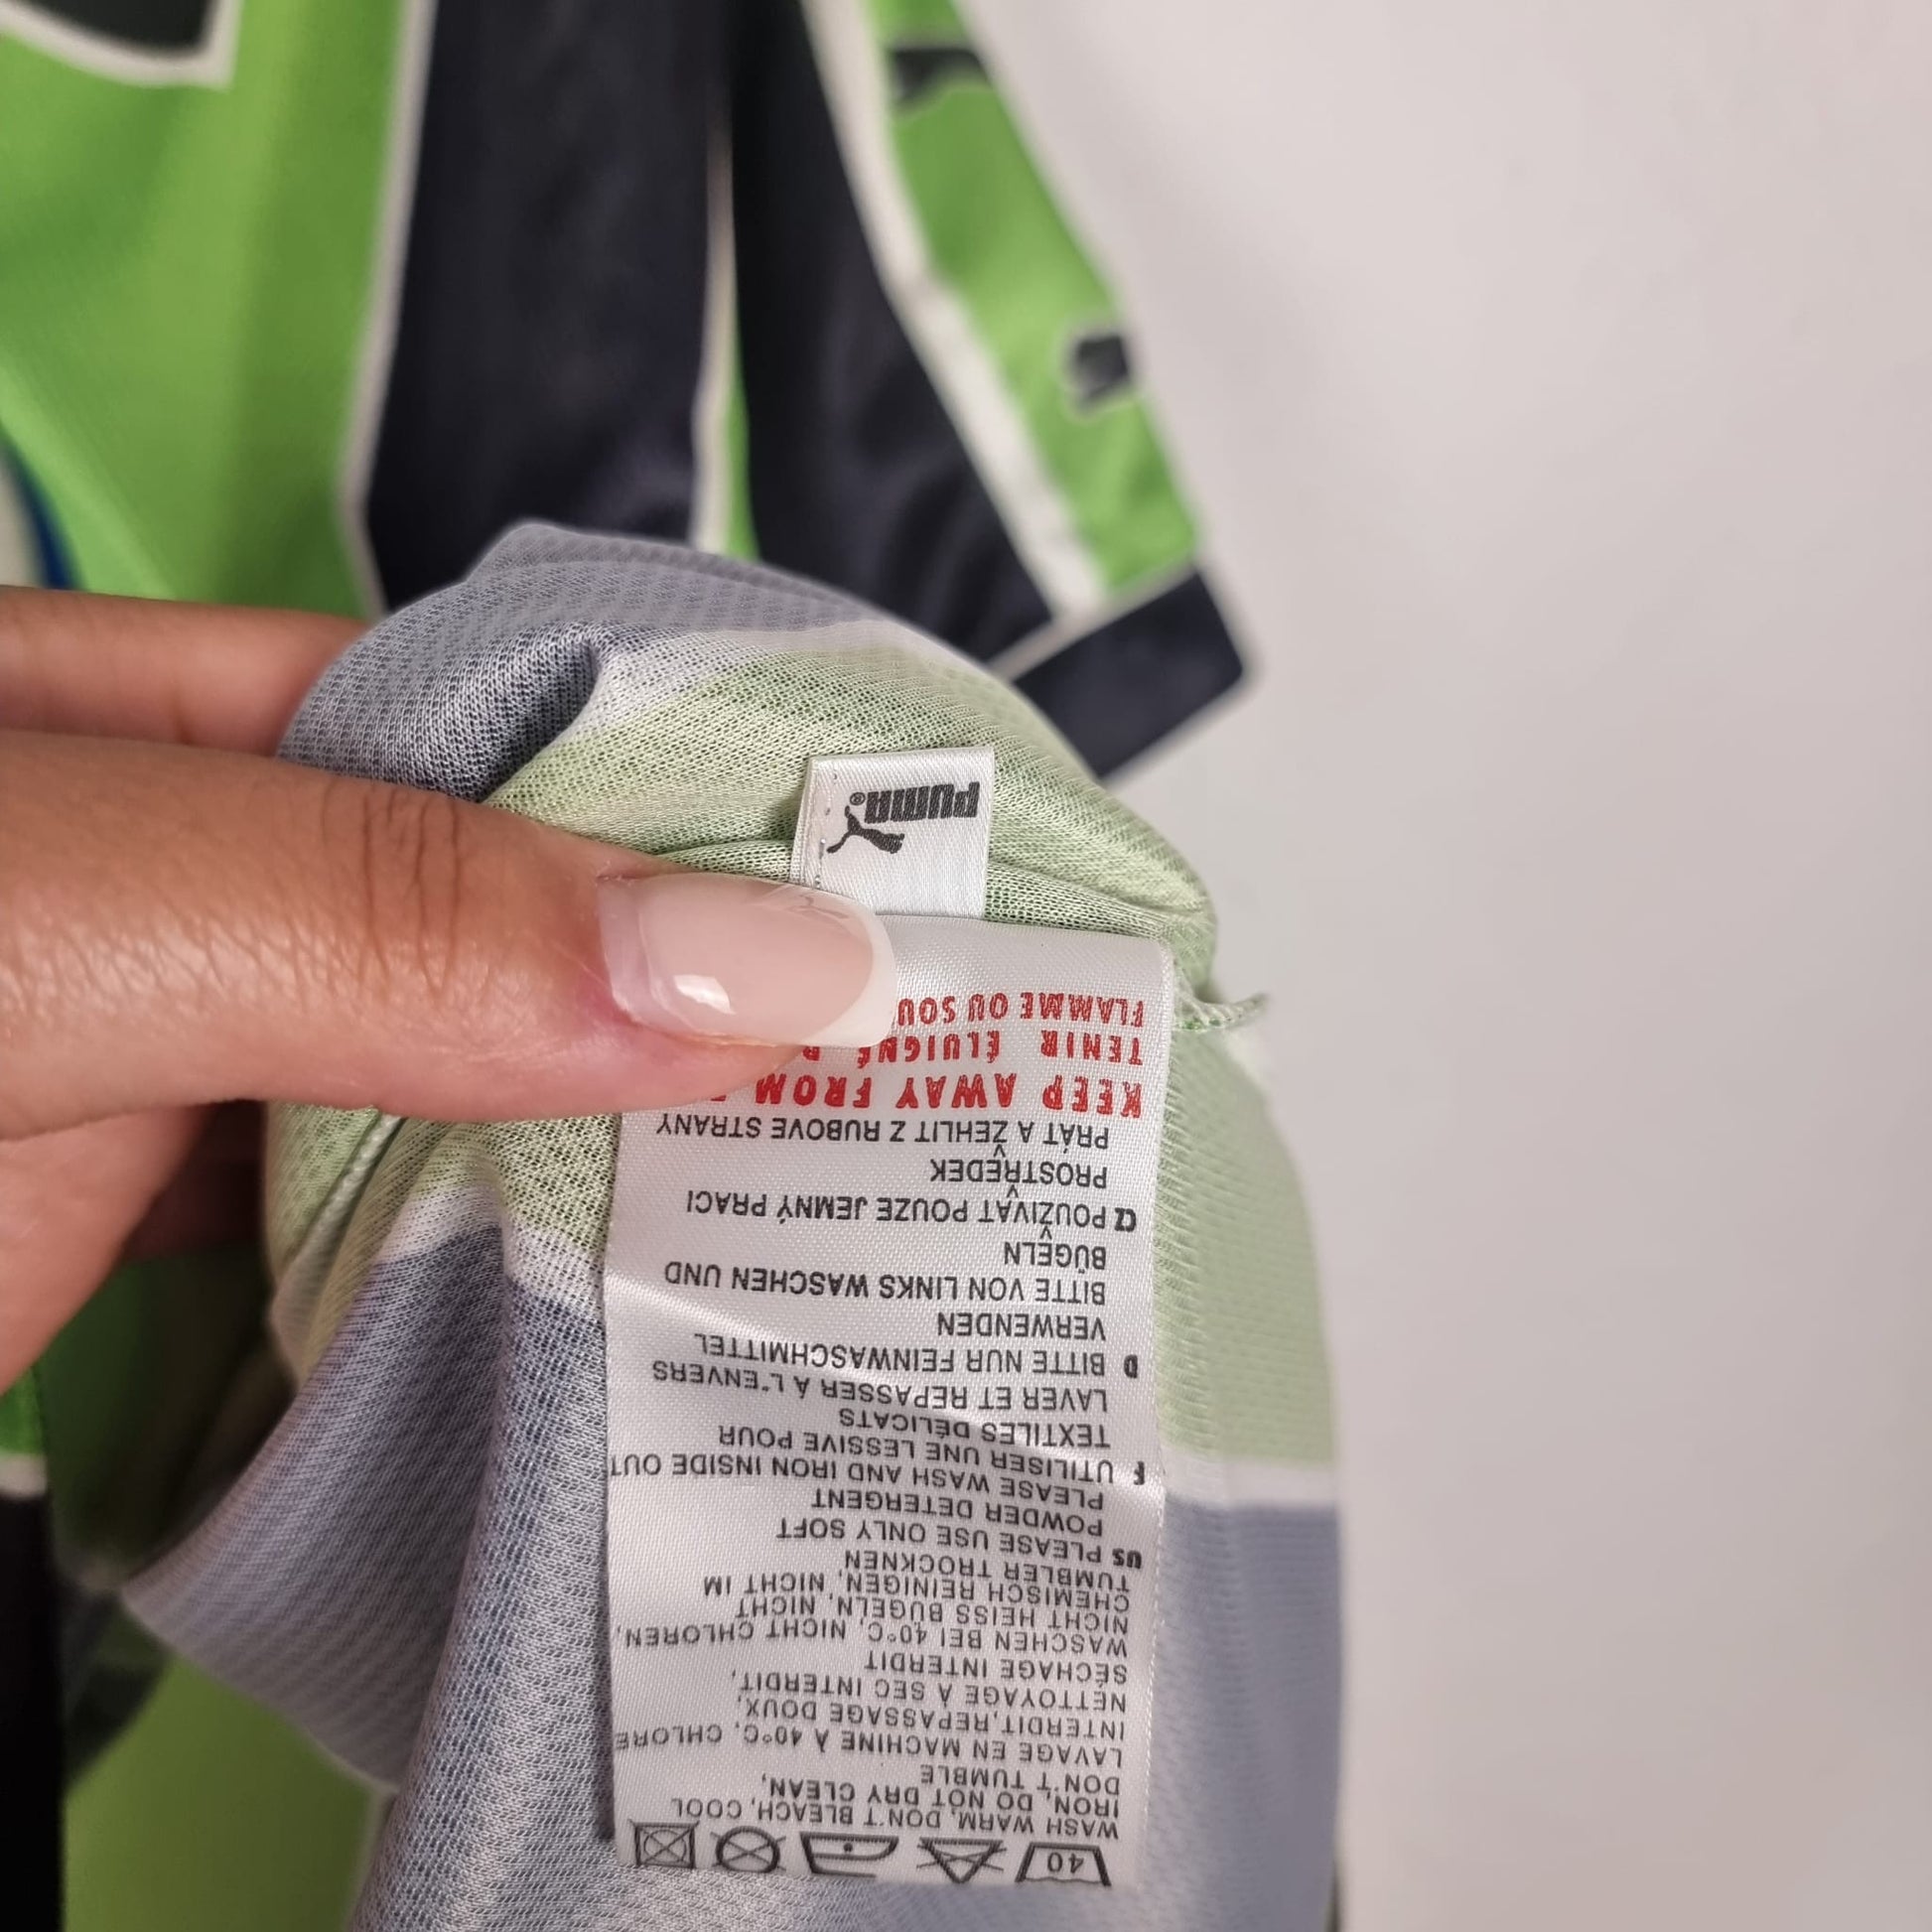 40
WASH WARM, DON'T BLEACH, COOL
IRON, DO NOT DRY CLEAN,
DON'T TUMBLE
LAVAGE EN MACHINE À 40°C, CHLORE
INTERDIT,REPASSAGE DOUX,
NETTOYAGE À SEC INTERDIT,
SÉCHAGE INTERDIT
WASCHEN BEI 40°C, NICHT CHLOREN,
NICHT HEISS BÜGELN, NICHT
CHEMISCH REINIGEN, NICHT IM
TUMBLER TROCKNEN
US PLEASE USE ONLY SOFT
POWDER DETERGENT
PLEASE WASH AND IRON INSIDE OUT
F UTILISER UNE LESSIVE POUR
TEXTILES DÉLICATS
LAVER ET REPASSER À L'ENVERS
D BITTE NUR FEINWASCHMITTEL
VERWENDEN
BITTE VON LINKS WASCHEN UND
BÜGELN
CZ POUŽÍVAT POUZE JEMNÝ PRACI
PROSTŘEDEK
PRÁT A ŽEHLIT Z RUBOVE STRANY
KEEP AWAY FROM
TENIR ÉLUIGNÉ
FLAMME OU
PUMA®